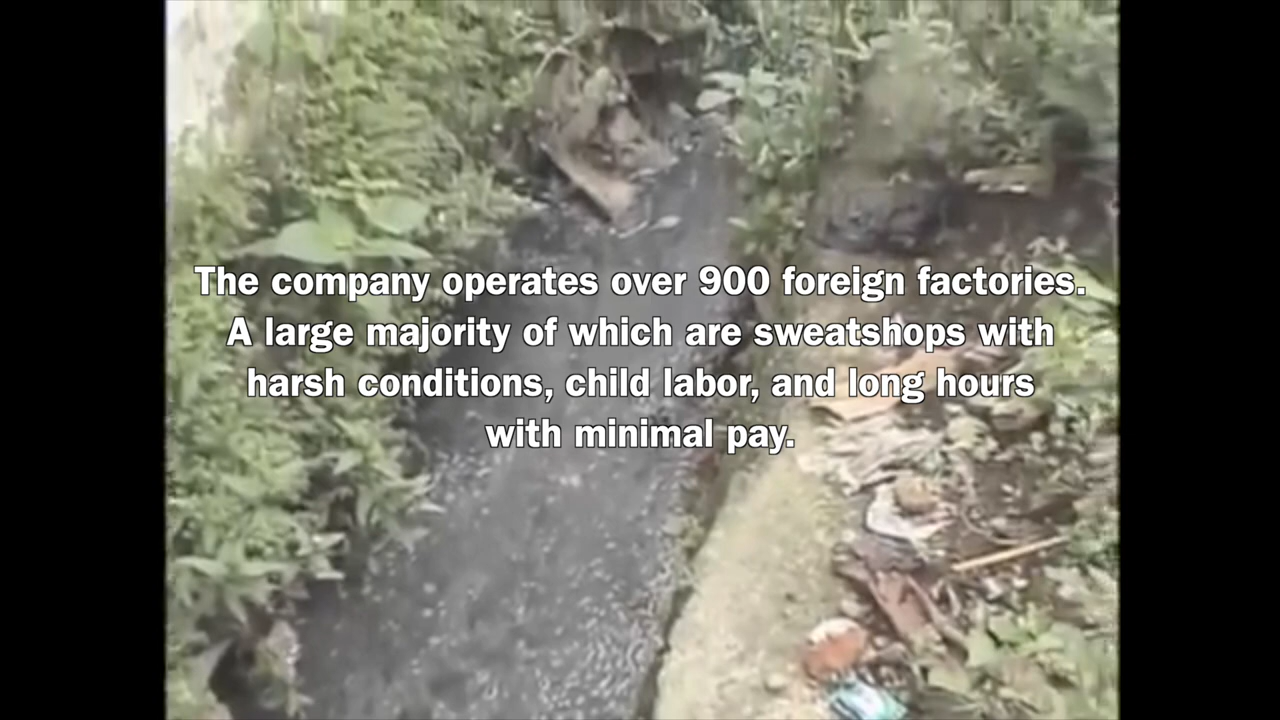 The company operates over 900 foreign factories.
A large majority of which are sweatshops with
harsh conditions, child labor, and long hours
with minimal pay.